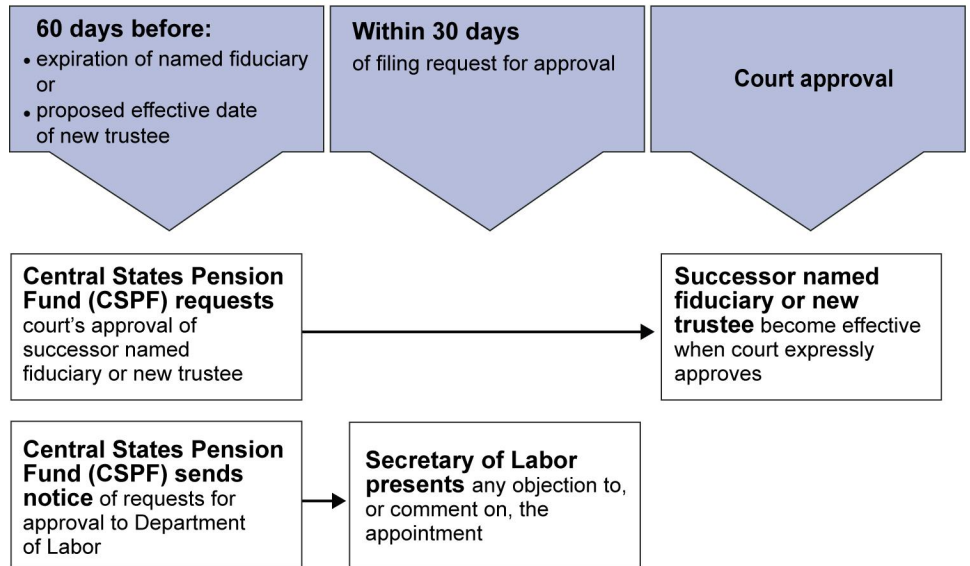 60 days before:
• expiration of named fiduciary
or
• proposed effective date
of new trustee
Within 30 days
of filing request for approval
Court approval
Central States Pension
Fund (CSPF) requests
court's approval of
successor named
fiduciary or new trustee
Successor named
fiduciary or new
trustee become effective
when court expressly
approves
Central States Pension
Fund (CSPF) sends
notice of requests for
approval to Department
of Labor
Secretary of Labor
presents any objection to,
or comment on, the
appointment